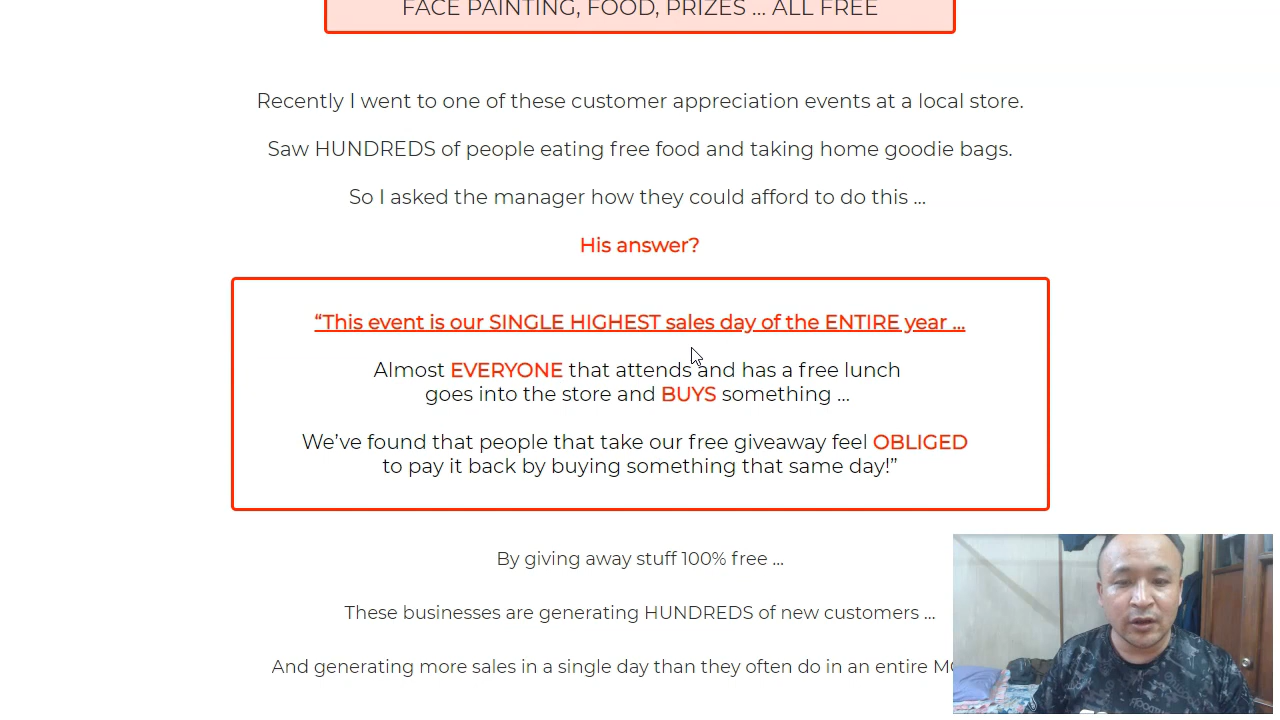 FACE PAINTING, FOOD, PRIZES ... ALL FREE
Recently I went to one of these customer appreciation events at a local store.
Saw HUNDREDS of people eating free food and taking home goodie bags.
So I asked the manager how they could afford to do this ...
His answer?
“This event is our SINGLE HIGHEST sales day of the ENTIRE year ...
Almost EVERYONE that attends and has a free lunch
goes into the store and BUYS something ...
We’ve found that people that take our free giveaway feel OBLIGED
to pay it back by buying something that same day!”
By giving away stuff 100% free ...
These businesses are generating HUNDREDS of new customers ...
And generating more sales in a single day than they often do in an entire